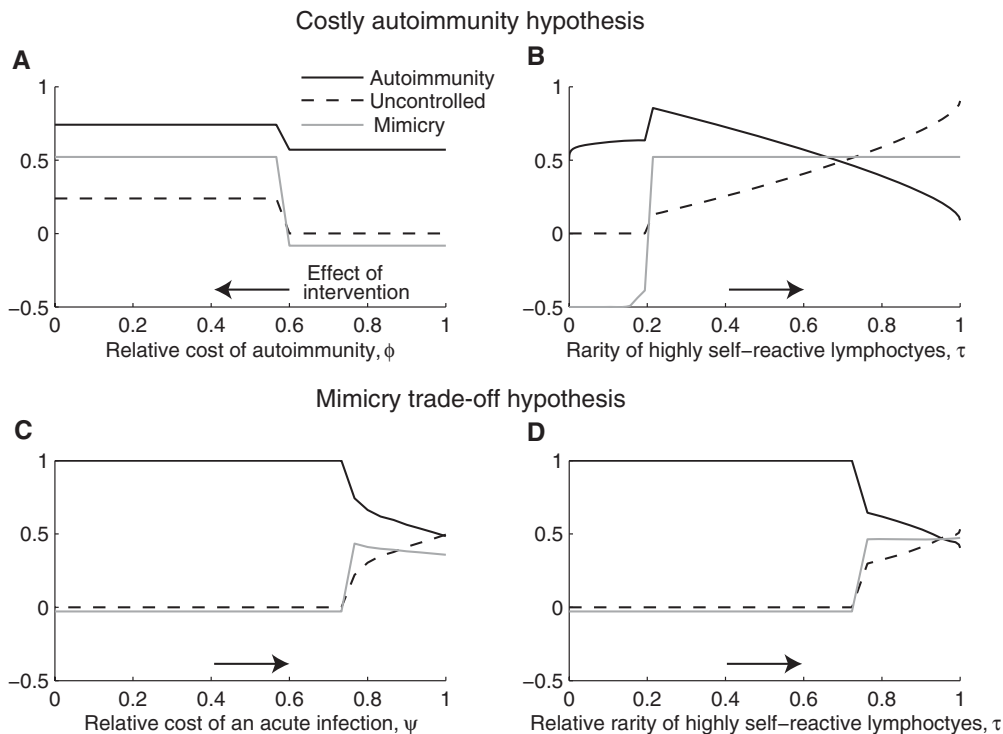 Costly autoimmunity hypothesis
A
B
1
0.5
0
−0.5
Autoimmunity
Uncontrolled
Mimicry
Effect of
intervention
0 0.2 0.4 0.6 0.8 1
Relative cost of autoimmunity, ϕ
1
0.5
0
−0.5
0 0.2 0.4 0.6 0.8 1
Rarity of highly self−reactive lymphoctyes, τ
Mimicry trade-off hypothesis
C
D
1
0.5
0
−0.5
0 0.2 0.4 0.6 0.8 1
Relative cost of an acute infection, ψ
1
0.5
0
−0.5
0 0.2 0.4 0.6 0.8 1
Relative rarity of highly self−reactive lymphoctyes, τ